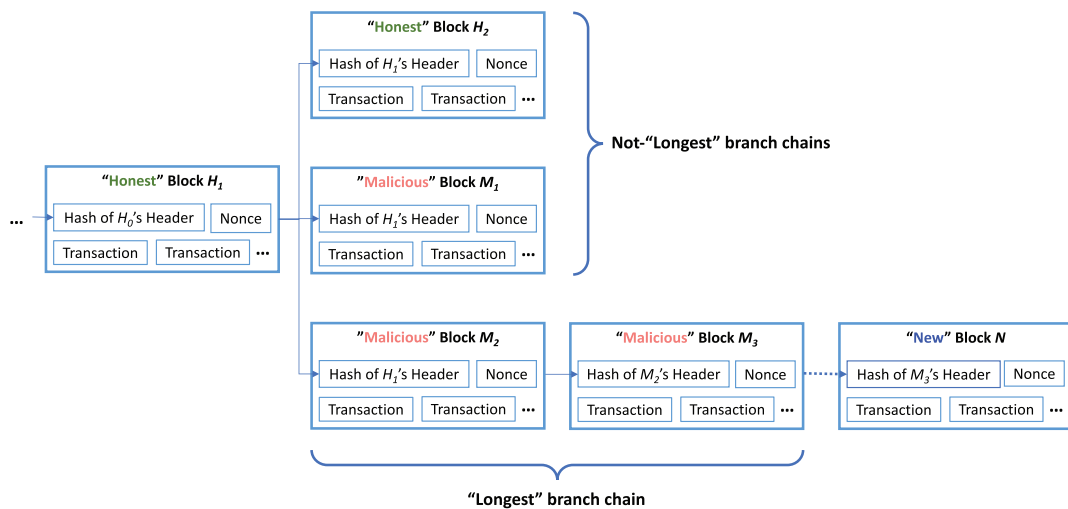 “Honest” Block H2
Hash of H1’s Header Nonce
Transaction Transaction ...
Not-“Longest” branch chains
“Honest” Block H1
... Hash of H0’s Header Nonce
Transaction Transaction ...
”Malicious” Block M1
Hash of H1’s Header Nonce
Transaction Transaction ...
”Malicious” Block M2
Hash of H1’s Header Nonce
Transaction Transaction ...
“Malicious” Block M3
Hash of M2’s Header Nonce
Transaction Transaction ...
“New” Block N
Hash of M3’s Header Nonce
Transaction Transaction ...
“Longest” branch chain